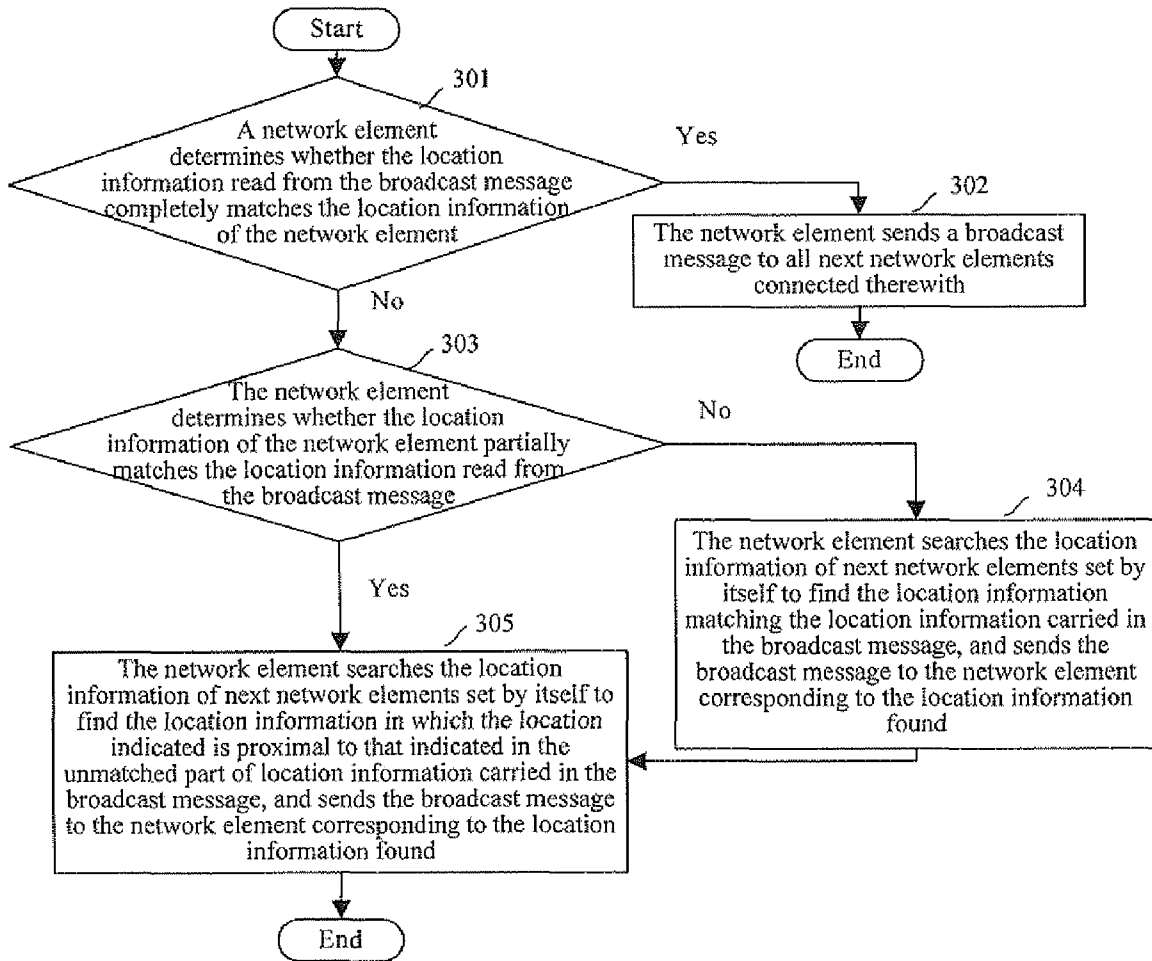 Start
301
A network element
determines whether the location
information read from the broadcast message
completely matches the location information
of the network element
Yes
302
The network element sends a broadcast
message to all next network elements
connected therewith
End
No
303
The network element
determines whether the location
information of the network element partially
matches the location information read from
the broadcast message
No
304
The network element searches the location
information of next network elements set by
itself to find the location information
matching the location information carried in
the broadcast message, and sends the
broadcast message to the network element
corresponding to the location information
found
Yes
305
The network element searches the location
information of next network elements set by itself to
find the location information in which the location
indicated is proximal to that indicated in the
unmatched part of location information carried in the
broadcast message, and sends the broadcast message
to the network element corresponding to the location
information found
End